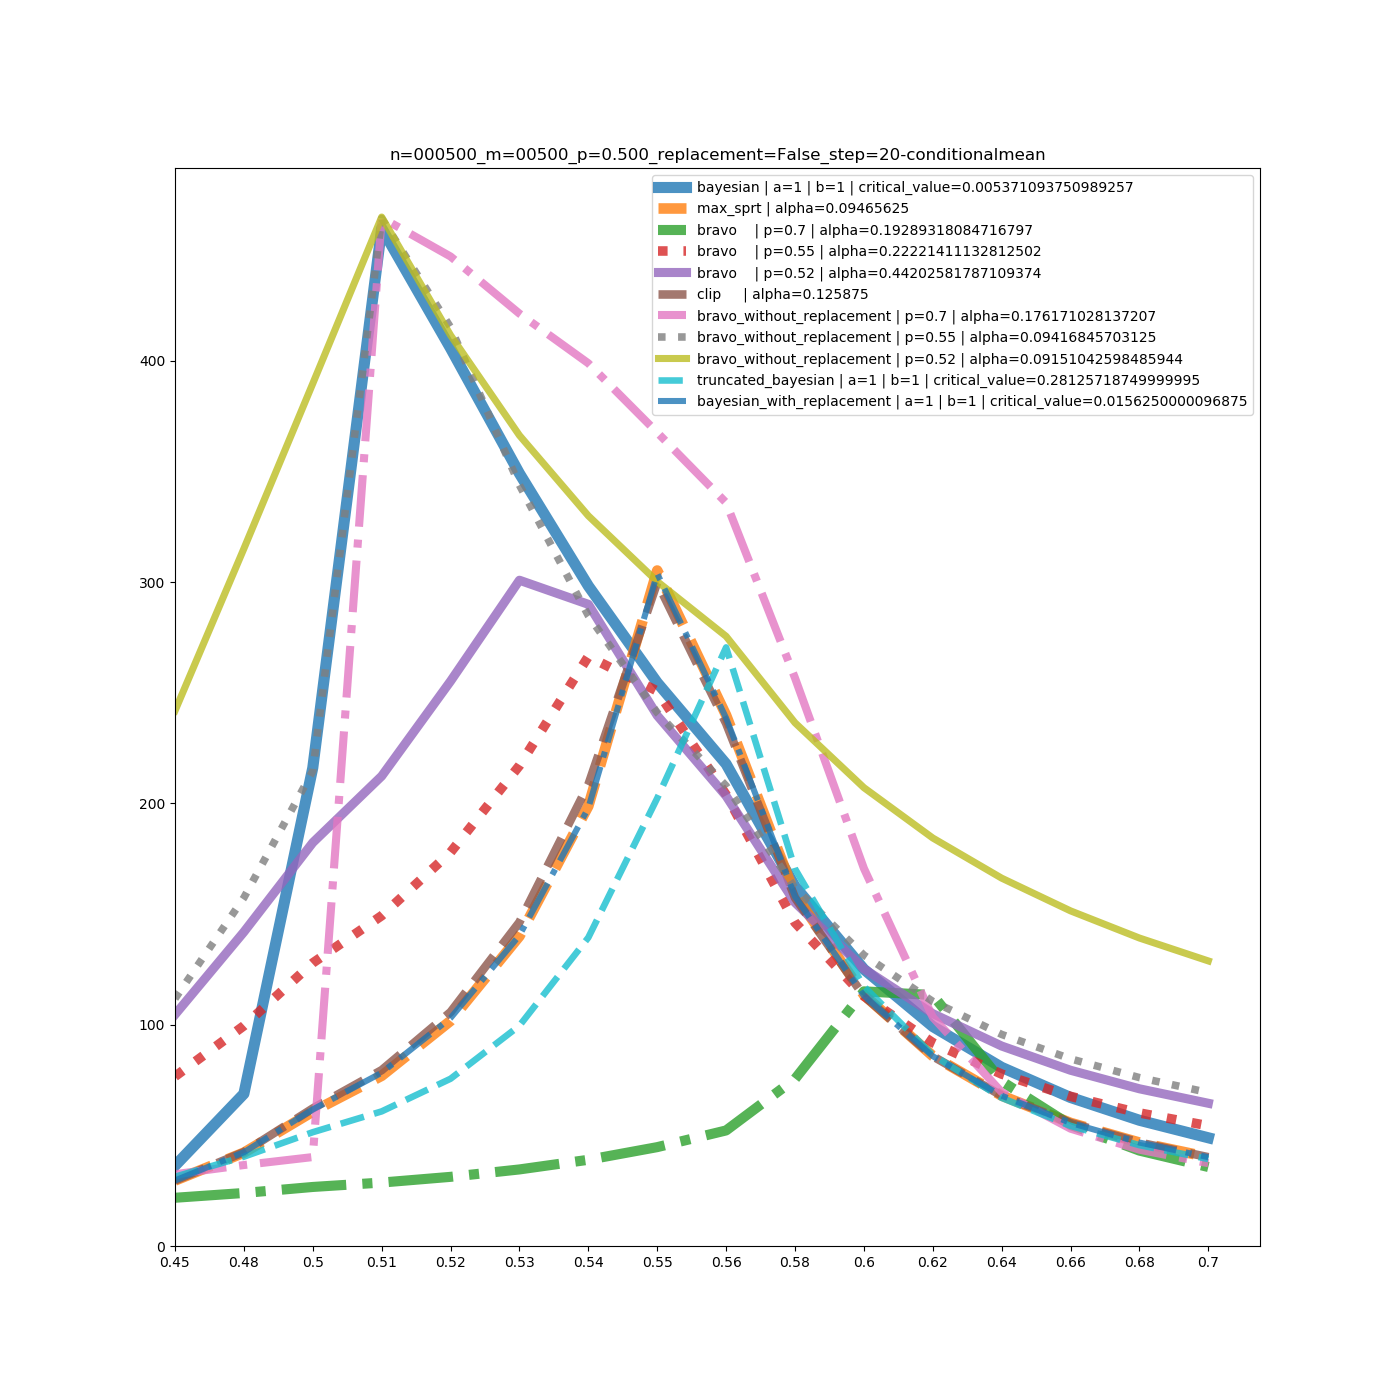 n=000500_m=00500_p=0.500_replacement=False_step=20-conditionalmean
bayesian | a=1 | b=1 | critical_value=0.005371093750989257
max_sprt | alpha=0.09465625
bravo    | p=0.7 | alpha=0.19289318084716797
bravo    | p=0.55 | alpha=0.22221411132812502
bravo    | p=0.52 | alpha=0.44202581787109374
clip     | alpha=0.125875
bravo_without_replacement | p=0.7 | alpha=0.176171028137207
bravo_without_replacement | p=0.55 | alpha=0.09416845703125
bravo_without_replacement | p=0.52 | alpha=0.09151042598485944
truncated_bayesian | a=1 | b=1 | critical_value=0.28125718749999995
bayesian_with_replacement | a=1 | b=1 | critical_value=0.0156250000096875
400
300
200
100
0
0.45 0.48 0.5 0.51 0.52 0.53 0.54 0.55 0.56 0.58 0.6 0.62 0.64 0.66 0.68 0.7